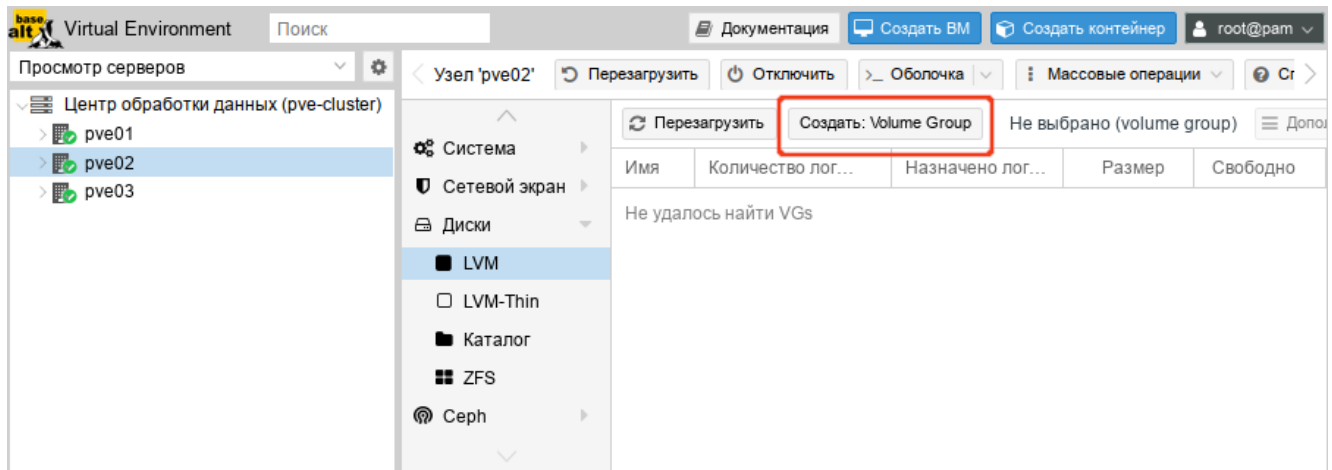 base alt Virtual Environment Поиск Документация Создать ВМ Создать контейнер root@pam
Просмотр серверов
Узел 'pve02' Перезагрузить Отключить >_ Оболочка Массовые операции
Центр обработки данных (pve-cluster)
pve01
pve02
pve03
Система
Сетевой экран
Диски
LVM
LVM-Thin
Каталог
ZFS
Ceph
Перезагрузить Создать: Volume Group Не выбрано (volume group)
Имя Количество лог... Назначено лог... Размер Свободно
Не удалось найти VGs